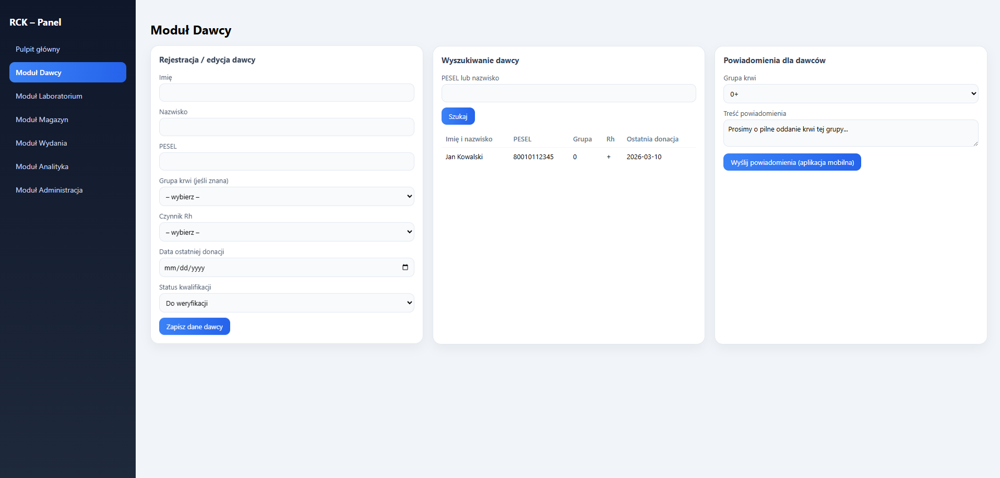 RCK – Panel
Pulpit główny
Moduł Dawcy
Moduł Laboratorium
Moduł Magazyn
Moduł Wydania
Moduł Analityka
Moduł Administracja
Moduł Dawcy
Rejestracja / edycja dawcy
Imię
Nazwisko
PESEL
Grupa krwi (jeśli znana)
– wybierz –
Czynnik Rh
– wybierz –
Data ostatniej donacji
mm/dd/yyyy
Status kwalifikacji
Do weryfikacji
Zapisz dane dawcy
Wyszukiwanie dawcy
PESEL lub nazwisko
Szukaj
Imię i nazwisko PESEL Grupa Rh Ostatnia donacja
Jan Kowalski 80010112345 0 + 2026-03-10
Powiadomienia dla dawców
Grupa krwi
0+
Treść powiadomienia
Prosimy o pilne oddanie krwi tej grupy...
Wyślij powiadomienia (aplikacja mobilna)